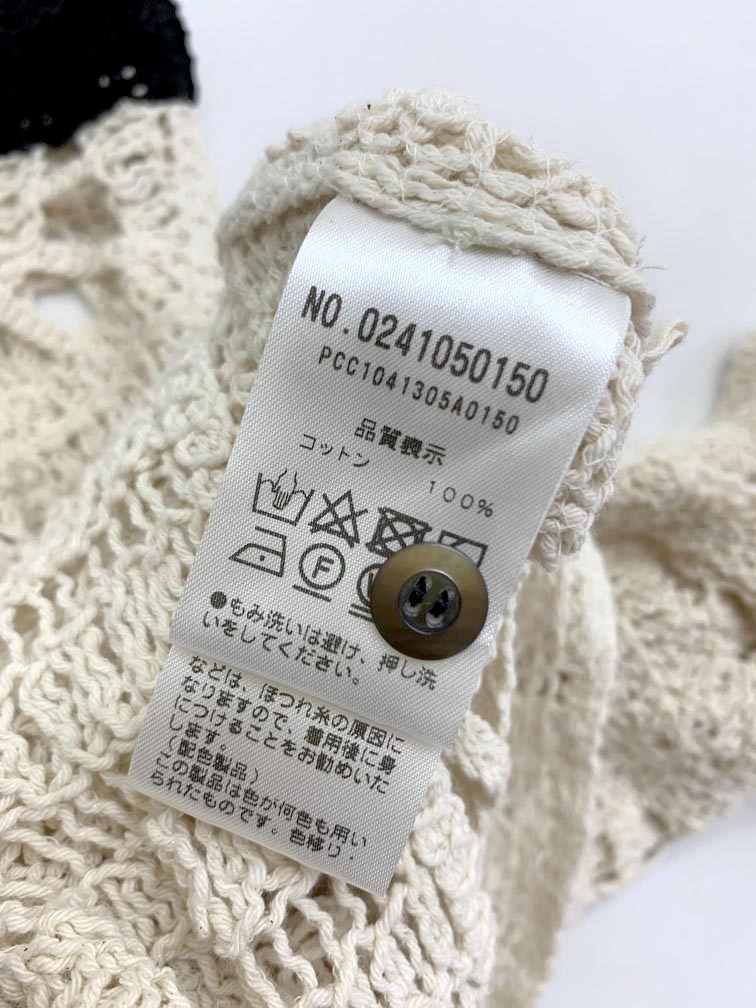 NO.0241050150
PCC1041305A0150
品質表示
コットン 100%
F
●もみ洗いは避け、押し洗
いをしてください。
などは、ほつれ糸の原因に
なりますので、着用後に身
につけることをお勧めいた
します。
(配色製品)
この製品は色が何色も用い
られたものです。色移り・